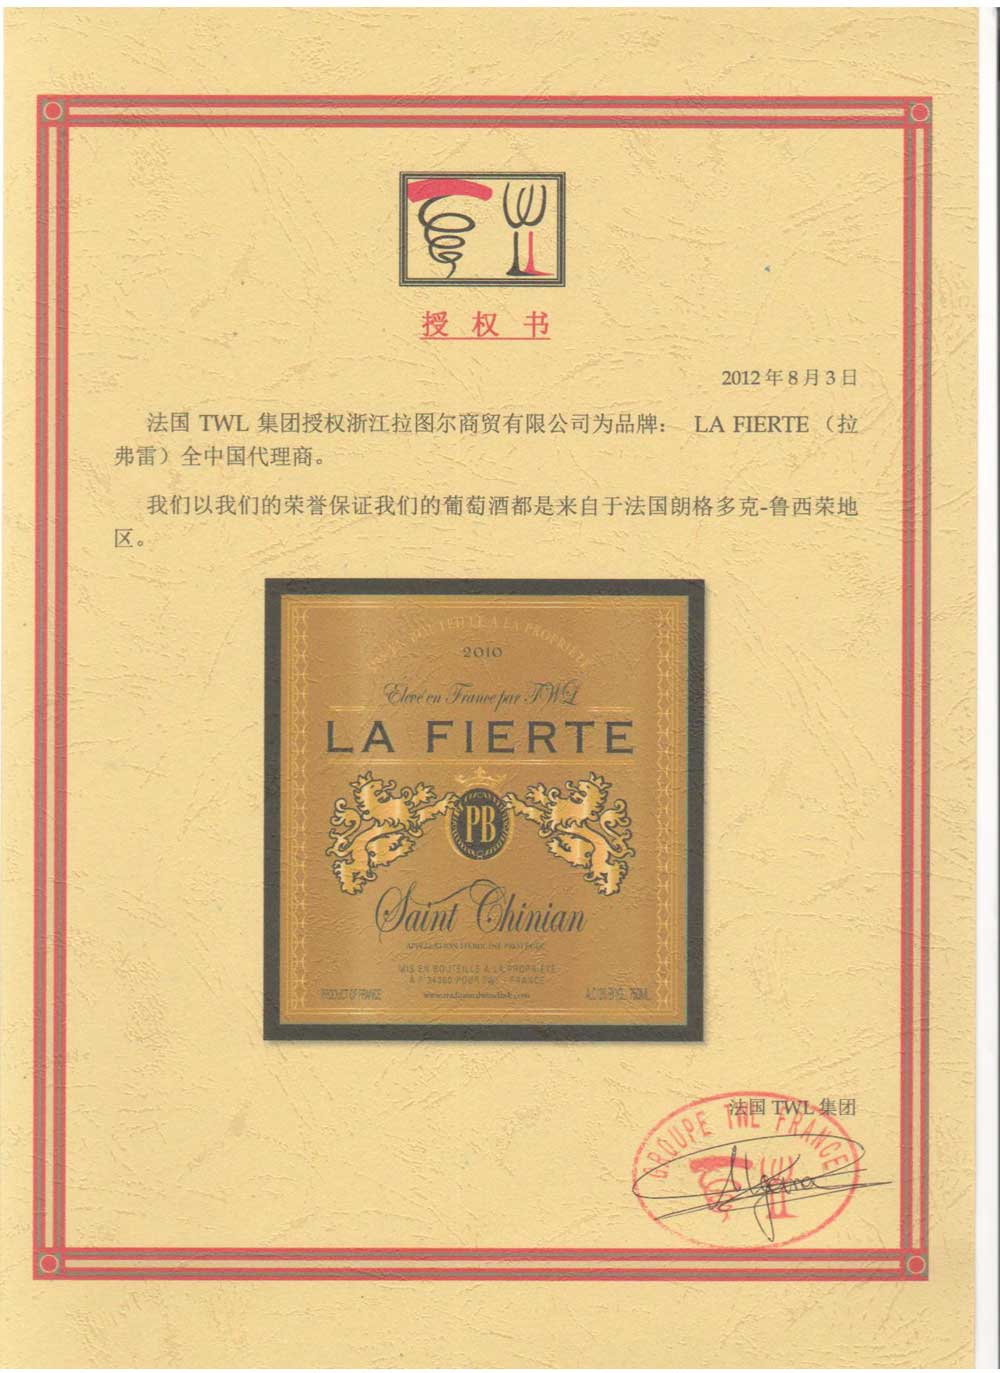 授 权 书
2012 年 8 月 3 日
法国 TWL 集团授权浙江拉图尔商贸有限公司为品牌： LA FIERTE （拉
弗雷）全中国代理商。
我们以我们的荣誉保证我们的葡萄酒都是来自于法国朗格多克-鲁西荣地
区。
BOUTEILLE A LA PROPRIETE
2010
Elevé en France par TWL
LA FIERTE
PB
Saint Chinian
MIS EN BOUTEILLE A LA PROPRIETE
PRODUCT OF FRANCE
750ML
法国 TWL 集团
GROUPE TWL FRANCE